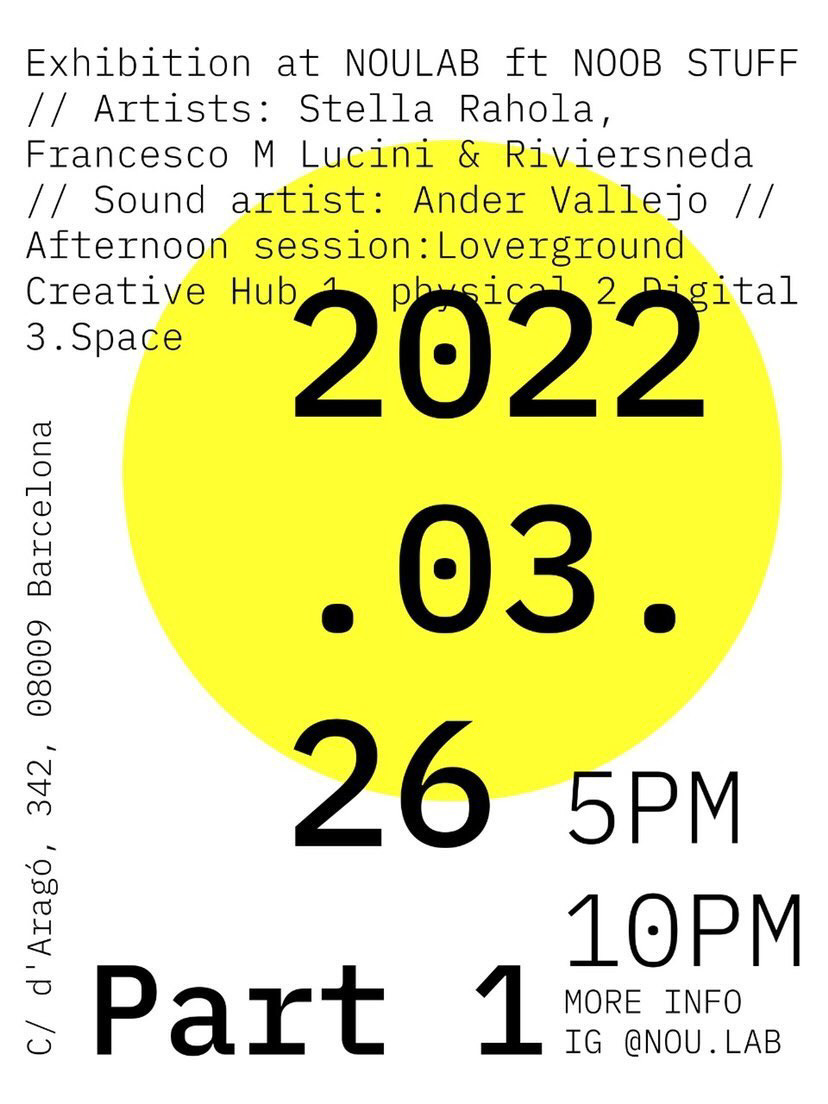 Exhibition at NOULAB ft NOOB STUFF
// Artists: Stella Rahola,
Francesco M Lucini & Riviersneda
// Sound artist: Ander Vallejo //
Afternoon session:Loverground
Creative Hub 1. physical 2 Digital
3.Space
2022
.03.
26
5PM
10PM
Part 1
MORE INFO
IG @NOU.LAB
C/ d'Aragó, 342, 08009 Barcelona